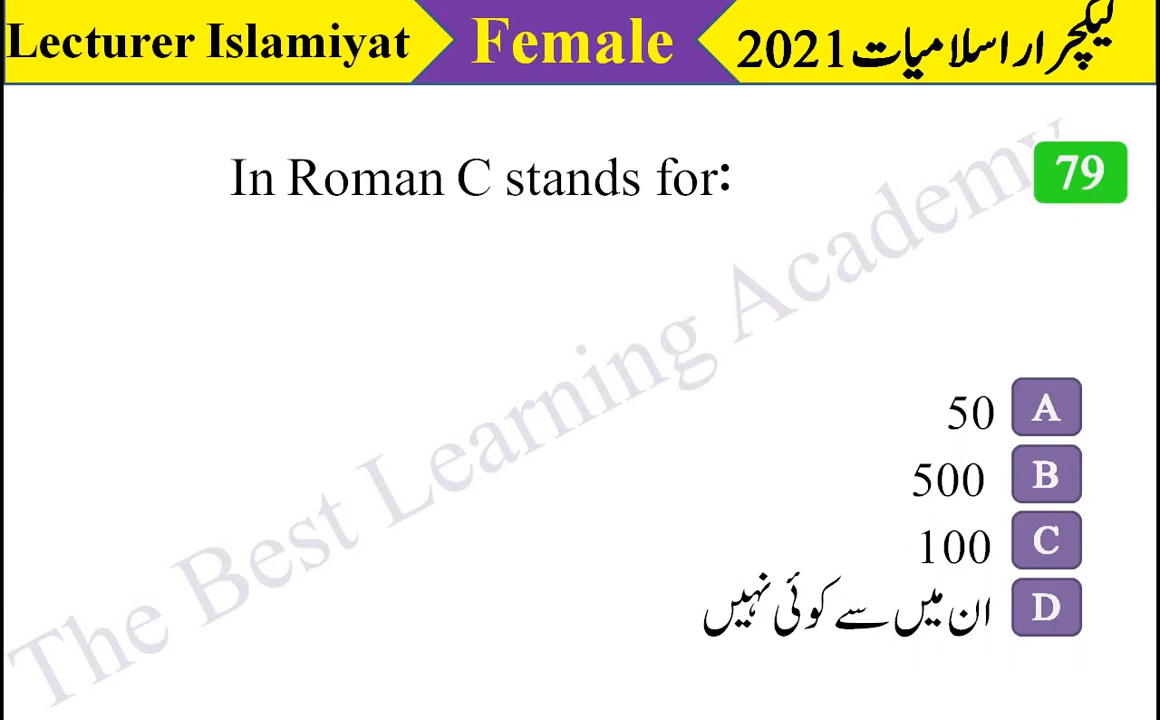 Lecturer Islamiyat Female لیکچرار اسلامیات 2021
In Roman C stands for: 79
50 A
500 B
100 C
ان میں سے کوئی نہیں D
The Best Learning Academy